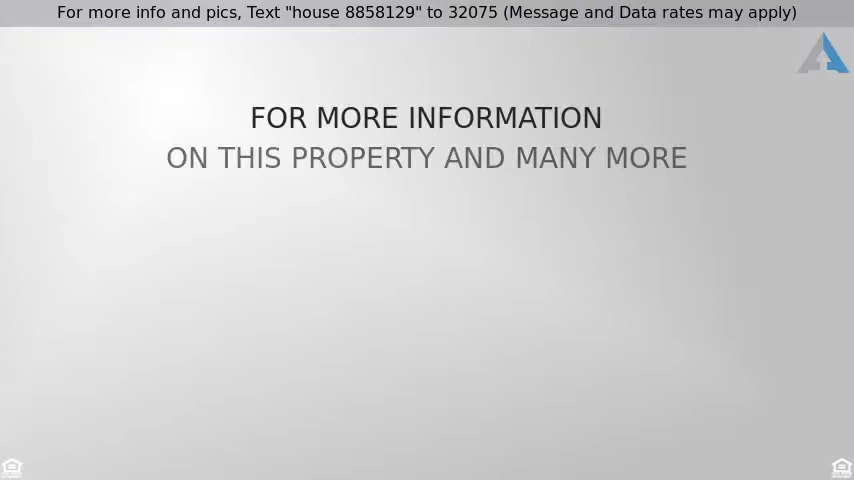 For more info and pics, Text "house 8858129" to 32075 (Message and Data rates may apply)
FOR MORE INFORMATION
ON THIS PROPERTY AND MANY MORE